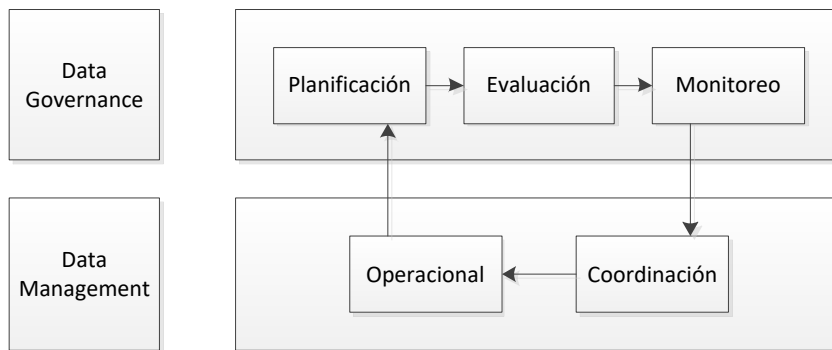 Data
Governance
Planificación
Evaluación
Monitoreo
Data
Management
Operacional
Coordinación